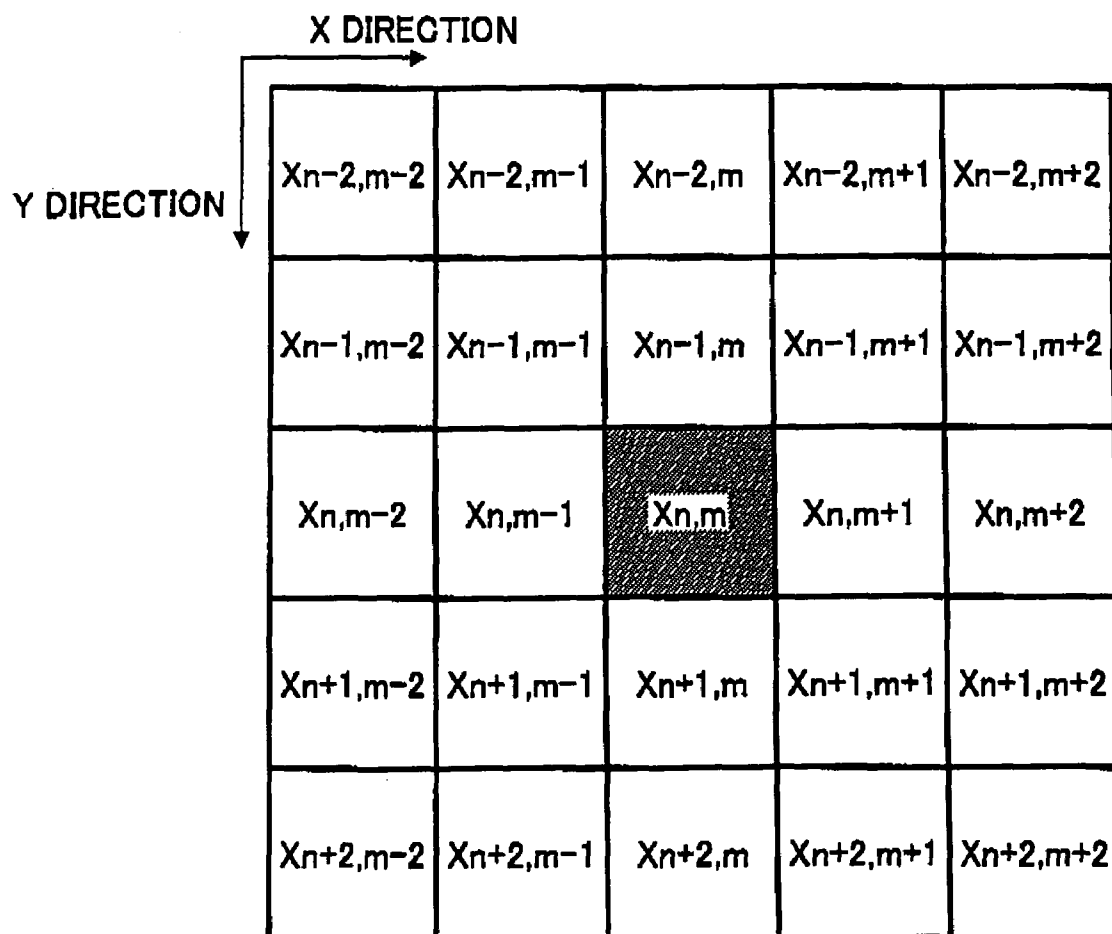 X DIRECTION
Y DIRECTION
Xn-2,m-2 Xn-2,m-1 Xn-2,m Xn-2,m+1 Xn-2,m+2
Xn-1,m-2 Xn-1,m-1 Xn-1,m Xn-1,m+1 Xn-1,m+2
Xn,m-2 Xn,m-1 Xn,m Xn,m+1 Xn,m+2
Xn+1,m-2 Xn+1,m-1 Xn+1,m Xn+1,m+1 Xn+1,m+2
Xn+2,m-2 Xn+2,m-1 Xn+2,m Xn+2,m+1 Xn+2,m+2